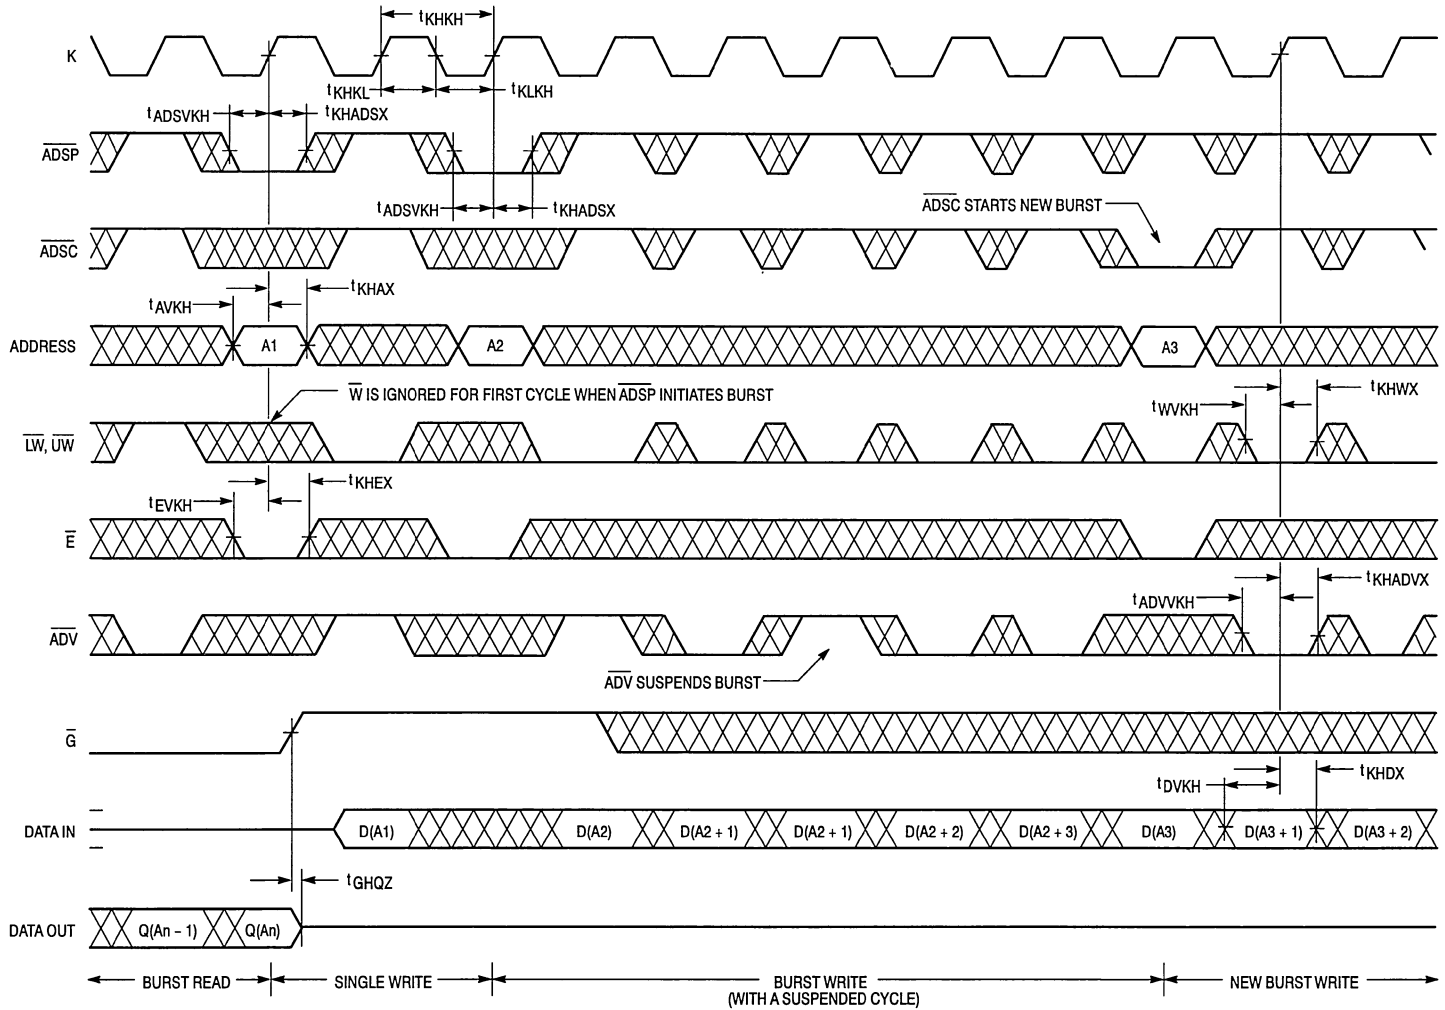 tKHKH
K
tKHKL
tKLKH
tADSVKH
tKHADSX
ADSP
tADSVKH
tKHADSX
ADSC STARTS NEW BURST
ADSC
tKHAX
tAVKH
ADDRESS
A1
A2
A3
W IS IGNORED FOR FIRST CYCLE WHEN ADSP INITIATES BURST
tKHWX
tWVKH
LW, UW
tKHEX
tEVKH
E
tKHADVX
tADVVKH
ADV
ADV SUSPENDS BURST
G
tKHDX
tDVKH
DATA IN
D(A1)
D(A2)
D(A2 + 1)
D(A2 + 1)
D(A2 + 2)
D(A2 + 3)
D(A3)
D(A3 + 1)
D(A3 + 2)
tGHQZ
DATA OUT
Q(An – 1)
Q(An)
BURST READ
SINGLE WRITE
BURST WRITE
(WITH A SUSPENDED CYCLE)
NEW BURST WRITE